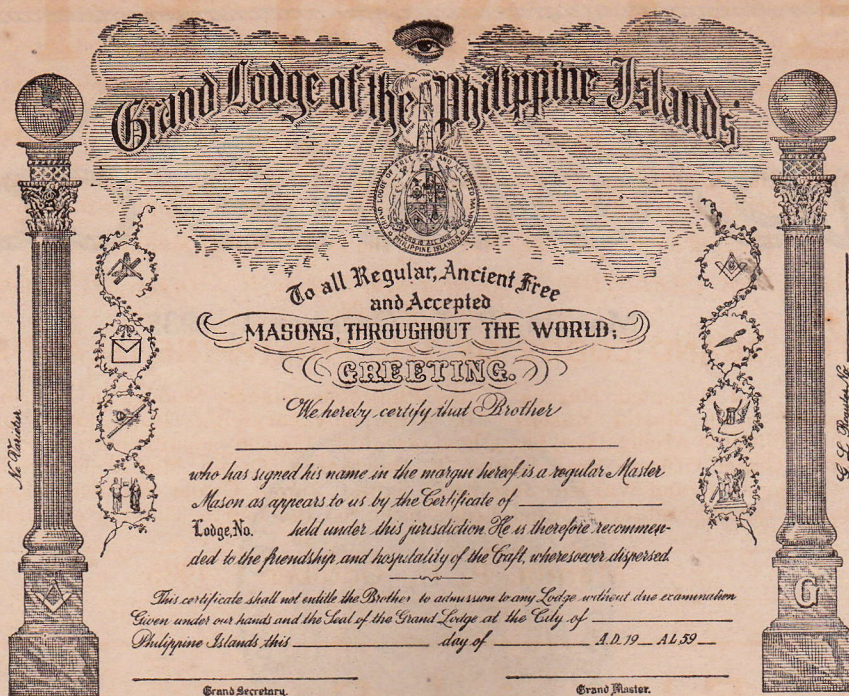 Grand Lodge of the Philippine Islands
To all Regular, Ancient Free
and Accepted
MASONS, THROUGHOUT THE WORLD;
GREETING.
We hereby certify that Brother
who has signed his name in the margin hereof is a regular Master
Mason as appears to us by the Certificate of
Lodge, No. held under this jurisdiction. He is therefore recommen-
ded to the friendship and hospitality of the Craft, wheresoever dispersed
This certificate shall not entitle the Brother to admission to any Lodge without due examination
Given under our hands and the Seal of the Grand Lodge at the City of
Philippine Islands, this day of A.D. 19 A.L. 59
Grand Secretary. Grand Master.
Ne Varietur
G